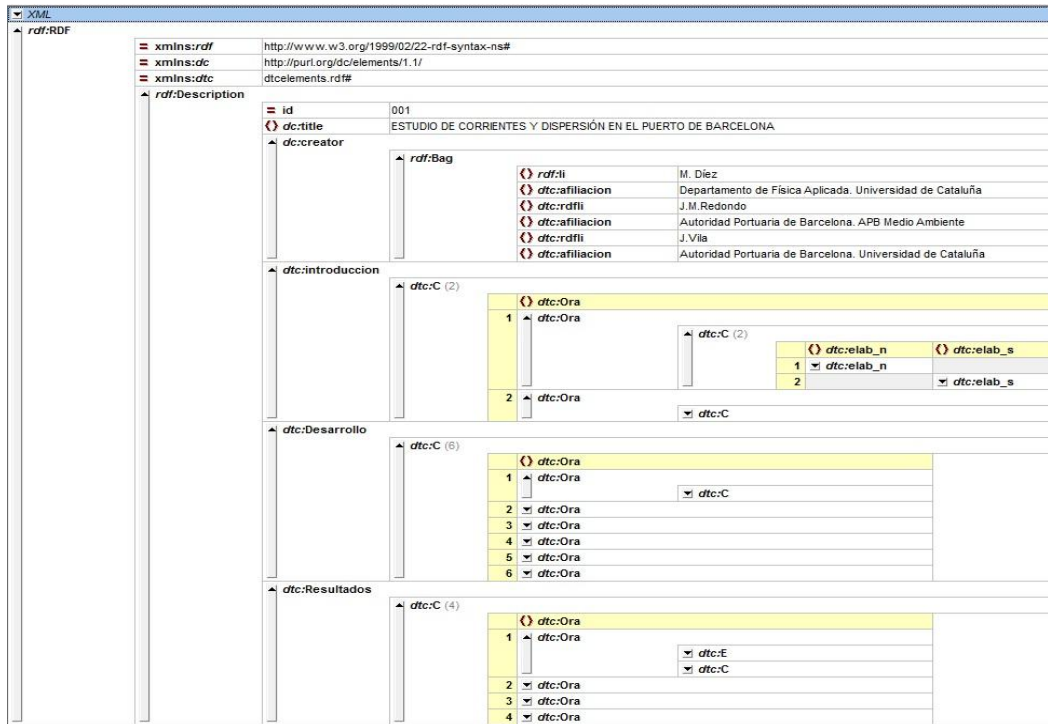 XML
rdf:RDF
= xmlns:rdf http://www.w3.org/1999/02/22-rdf-syntax-ns#
= xmlns:dc http://purl.org/dc/elements/1.1/
= xmlns:dtc dtcelements.rdf#
rdf:Description
= id 001
<> dc:title ESTUDIO DE CORRIENTES Y DISPERSIÓN EN EL PUERTO DE BARCELONA
dc:creator
rdf:Bag
<> rdf:li M. Díez
<> dtc:afiliacion Departamento de Física Aplicada. Universidad de Cataluña
<> dtc:rdfli J.M.Redondo
<> dtc:afiliacion Autoridad Portuaria de Barcelona. APB Medio Ambiente
<> dtc:rdfli J.Vila
<> dtc:afiliacion Autoridad Portuaria de Barcelona. Universidad de Cataluña
dtc:introduccion
dtc:C (2)
<> dtc:Ora
1 dtc:Ora
dtc:C (2)
<> dtc:elab_n <> dtc:elab_s
1 dtc:elab_n
2 dtc:elab_s
2 dtc:Ora
dtc:C
dtc:Desarrollo
dtc:C (6)
<> dtc:Ora
1 dtc:Ora
dtc:C
2 dtc:Ora
3 dtc:Ora
4 dtc:Ora
5 dtc:Ora
6 dtc:Ora
dtc:Resultados
dtc:C (4)
<> dtc:Ora
1 dtc:Ora
dtc:E
dtc:C
2 dtc:Ora
3 dtc:Ora
4 dtc:Ora